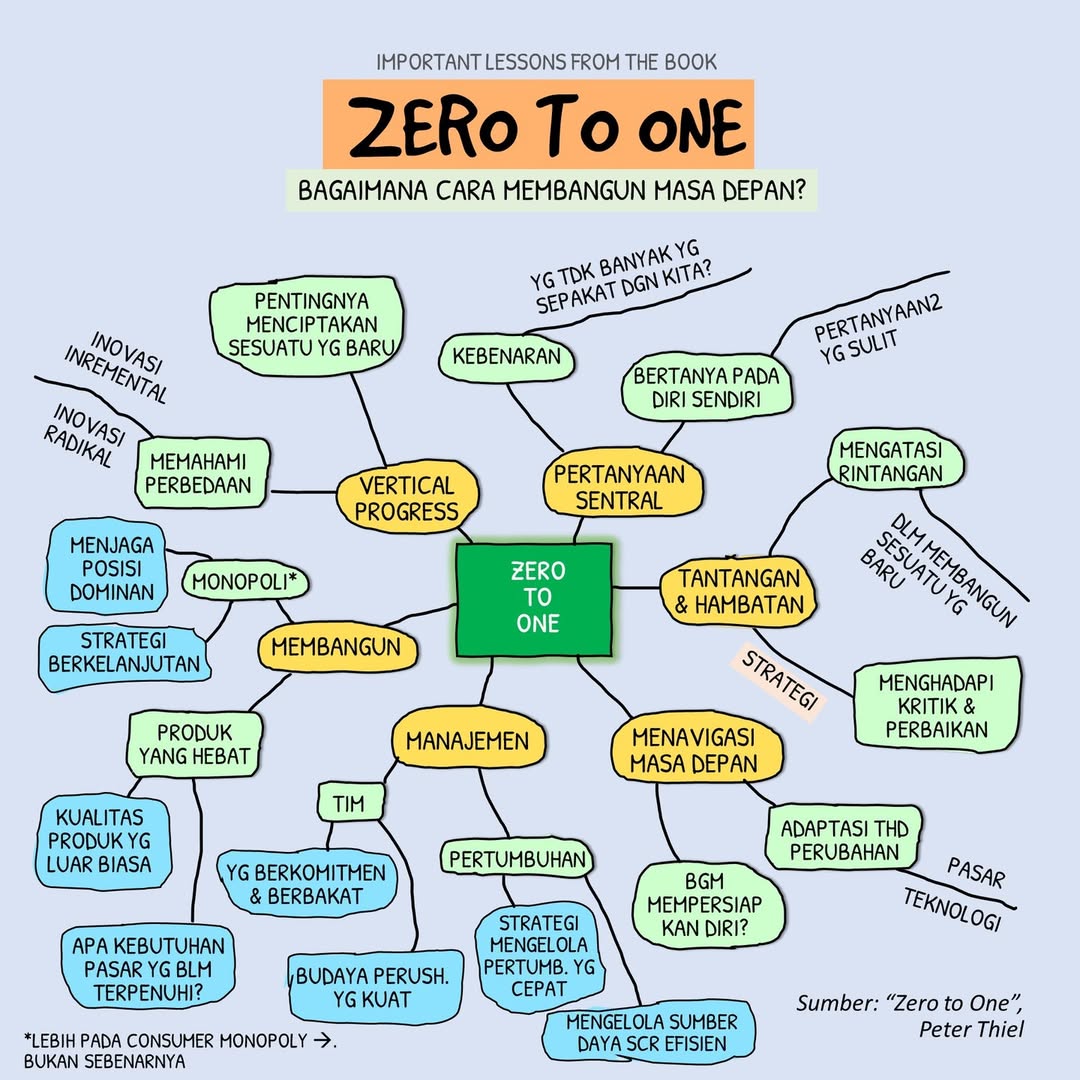 IMPORTANT LESSONS FROM THE BOOK
ZERO TO ONE
BAGAIMANA CARA MEMBANGUN MASA DEPAN?
YG TDK BANYAK YG
SEPAKAT DGN KITA?
PENTINGNYA
MENCIPTAKAN
SESUATU YG BARU
KEBENARAN
PERTANYAAN2
YG SULIT
BERTANYA PADA
DIRI SENDIRI
INOVASI
INREMENTAL
INOVASI
RADIKAL
MEMAHAMI
PERBEDAAN
VERTICAL
PROGRESS
PERTANYAAN
SENTRAL
MENGATASI
RINTANGAN
DLM MEMBANGUN
SESUATU YG
BARU
MENJAGA
POSISI
DOMINAN
MONOPOLI*
STRATEGI
BERKELANJUTAN
MEMBANGUN
ZERO
TO
ONE
TANTANGAN
& HAMBATAN
STRATEGI
MENGHADAPI
KRITIK &
PERBAIKAN
PRODUK
YANG HEBAT
MANAJEMEN
MENAVIGASI
MASA DEPAN
KUALITAS
PRODUK YG
LUAR BIASA
TIM
YG BERKOMITMEN
& BERBAKAT
PERTUMBUHAN
ADAPTASI THD
PERUBAHAN
PASAR
TEKNOLOGI
BGM
MEMPERSIAP
KAN DIRI?
APA KEBUTUHAN
PASAR YG BLM
TERPENUHI?
BUDAYA PERUSH.
YG KUAT
STRATEGI
MENGELOLA
PERTUMB. YG
CEPAT
MENGELOLA SUMBER
DAYA SCR EFISIEN
Sumber: “Zero to One”,
Peter Thiel
*LEBIH PADA CONSUMER MONOPOLY →.
BUKAN SEBENARNYA